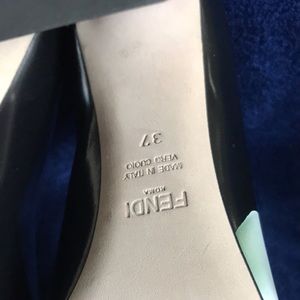 FENDI
ROMA
VERO CUOIO
MADE IN ITALY
37